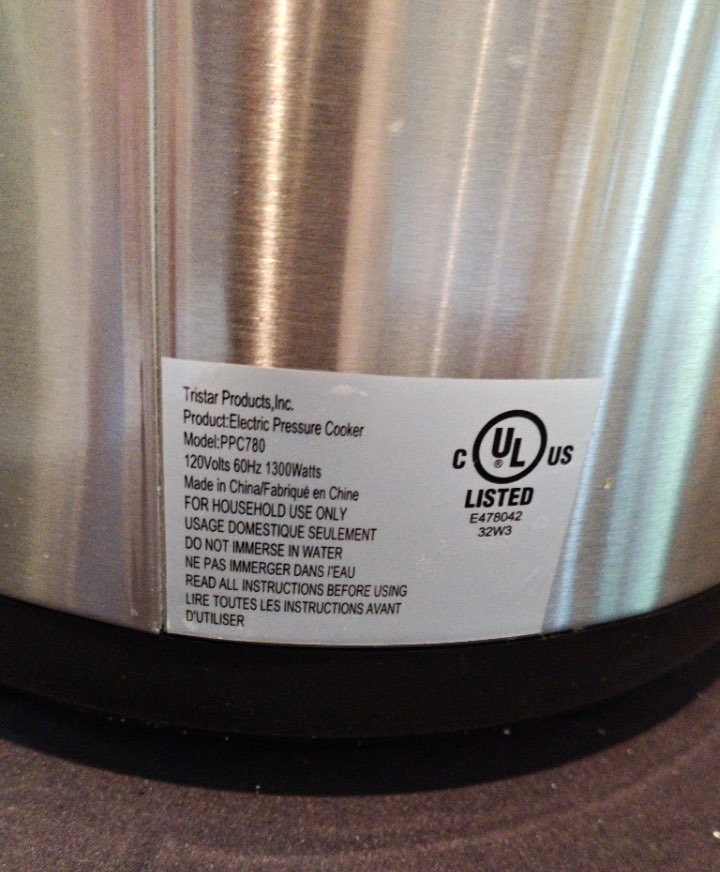 Tristar Products,Inc.
Product:Electric Pressure Cooker
Model:PPC780
120Volts 60Hz 1300Watts
Made in China/Fabriqué en Chine
FOR HOUSEHOLD USE ONLY
USAGE DOMESTIQUE SEULEMENT
DO NOT IMMERSE IN WATER
NE PAS IMMERGER DANS I'EAU
READ ALL INSTRUCTIONS BEFORE USING
LIRE TOUTES LES INSTRUCTIONS AVANT
D'UTILISER
C UL® US
LISTED
E478042
32W3